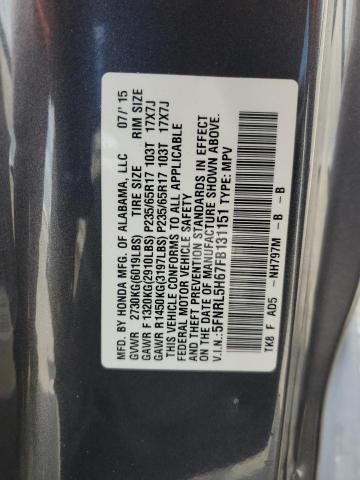 MFD. BY HONDA MFG. OF ALABAMA, LLC 07/'15
GVWR 2730KG(6019LBS) TIRE SIZE RIM SIZE
GAWR F 1320KG(2910LBS) P235/65R17 103T 17X7J
GAWR R1450KG(3197LBS) P235/65R17 103T 17X7J
THIS VEHICLE CONFORMS TO ALL APPLICABLE
FEDERAL MOTOR VEHICLE SAFETY
AND THEFT PREVENTION STANDARDS IN EFFECT
ON THE DATE OF MANUFACTURE SHOWN ABOVE.
V.I.N.:5FNRL5H67FB131151 TYPE: MPV
TK8 F AD5 -NH797M -B -B